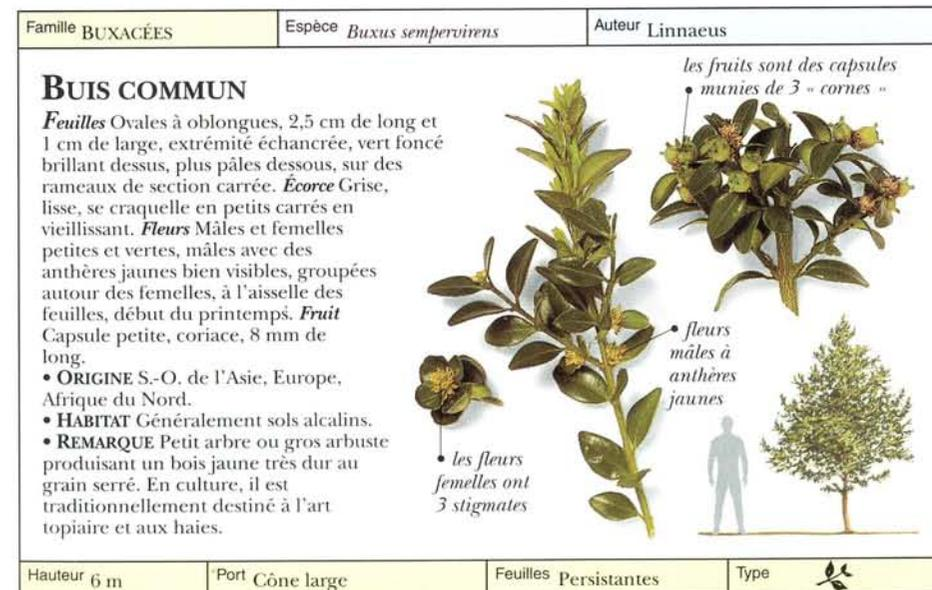 Famille BUXACÉES
Espèce Buxus sempervirens
Auteur Linnaeus
BUIS COMMUN
Feuilles Ovales à oblongues, 2,5 cm de long et
1 cm de large, extrémité échancrée, vert foncé
brillant dessus, plus pâles dessous, sur des
rameaux de section carrée. Écorce Grise,
lisse, se craquelle en petits carrés en
vieillissant. Fleurs Mâles et femelles
petites et vertes, mâles avec des
anthères jaunes bien visibles, groupées
autour des femelles, à l'aisselle des
feuilles, début du printemps. Fruit
Capsule petite, coriace, 8 mm de
long.
• ORIGINE S.-O. de l'Asie, Europe,
Afrique du Nord.
• HABITAT Généralement sols alcalins.
• REMARQUE Petit arbre ou gros arbuste
produisant un bois jaune très dur au
grain serré. En culture, il est
traditionnellement destiné à l'art
topiaire et aux haies.
les fruits sont des capsules
munies de 3 « cornes »
fleurs
mâles à
anthères
jaunes
les fleurs
femelles ont
3 stigmates
Hauteur 6 m
Port Cône large
Feuilles Persistantes
Type